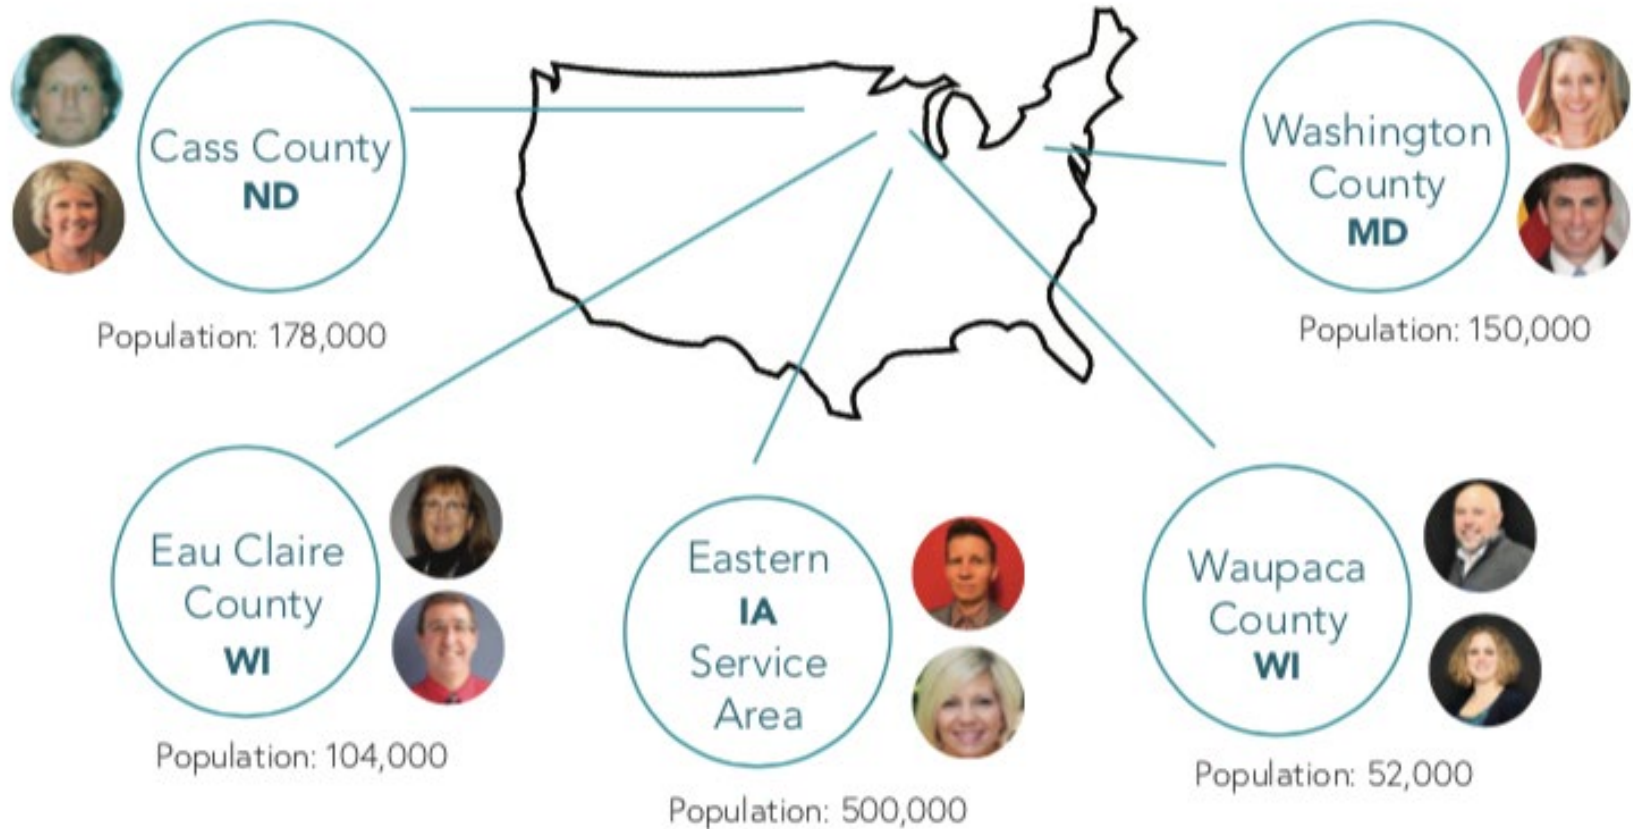 Cass County
ND
Population: 178,000
Washington
County
MD
Population: 150,000
Eau Claire
County
WI
Population: 104,000
Eastern
IA
Service
Area
Population: 500,000
Waupaca
County
WI
Population: 52,000